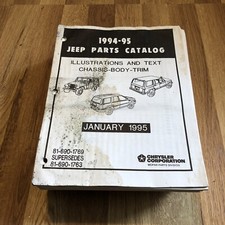 1994-95
JEEP PARTS CATALOG
ILLUSTRATIONS AND TEXT
CHASSIS-BODY-TRIM
JANUARY 1995
81-690-1769
SUPERSEDES
81-690-1763
CHRYSLER
CORPORATION